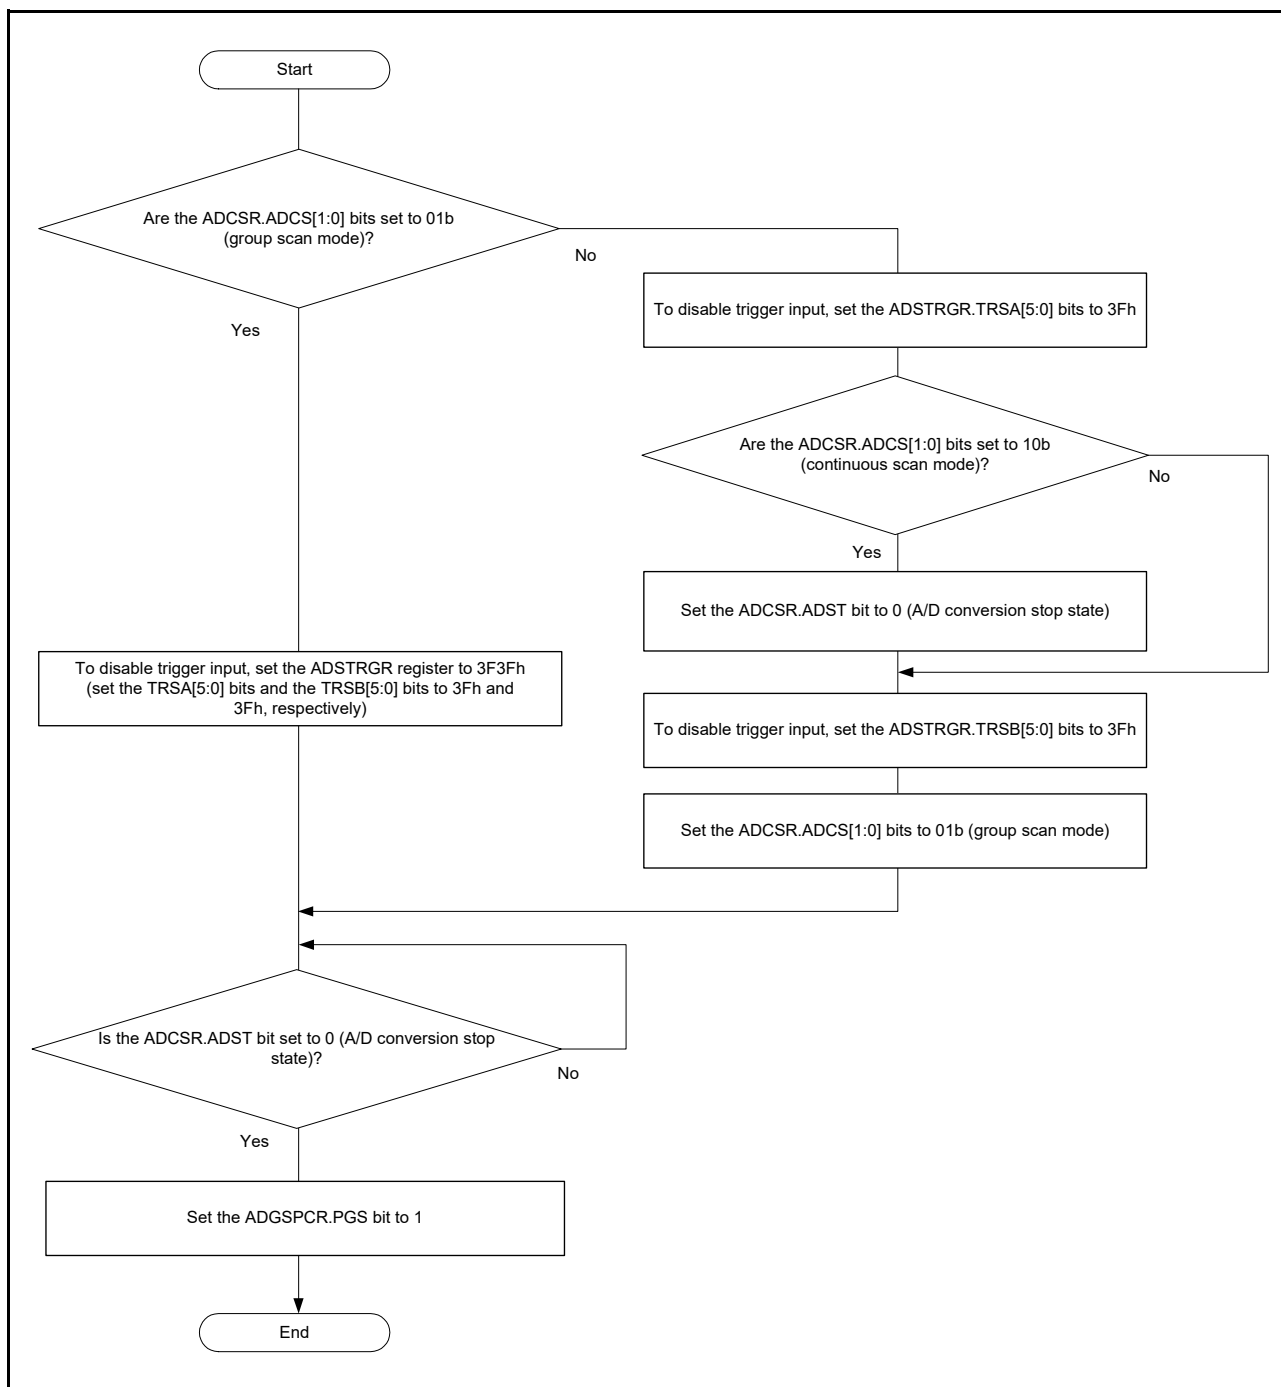 Start
Are the ADCSR.ADCS[1:0] bits set to 01b
(group scan mode)?
No
Yes
To disable trigger input, set the ADSTRGR.TRSA[5:0] bits to 3Fh
Are the ADCSR.ADCS[1:0] bits set to 10b
(continuous scan mode)?
No
Yes
Set the ADCSR.ADST bit to 0 (A/D conversion stop state)
To disable trigger input, set the ADSTRGR register to 3F3Fh
(set the TRSA[5:0] bits and the TRSB[5:0] bits to 3Fh and
3Fh, respectively)
To disable trigger input, set the ADSTRGR.TRSB[5:0] bits to 3Fh
Set the ADCSR.ADCS[1:0] bits to 01b (group scan mode)
Is the ADCSR.ADST bit set to 0 (A/D conversion stop
state)?
No
Yes
Set the ADGSPCR.PGS bit to 1
End